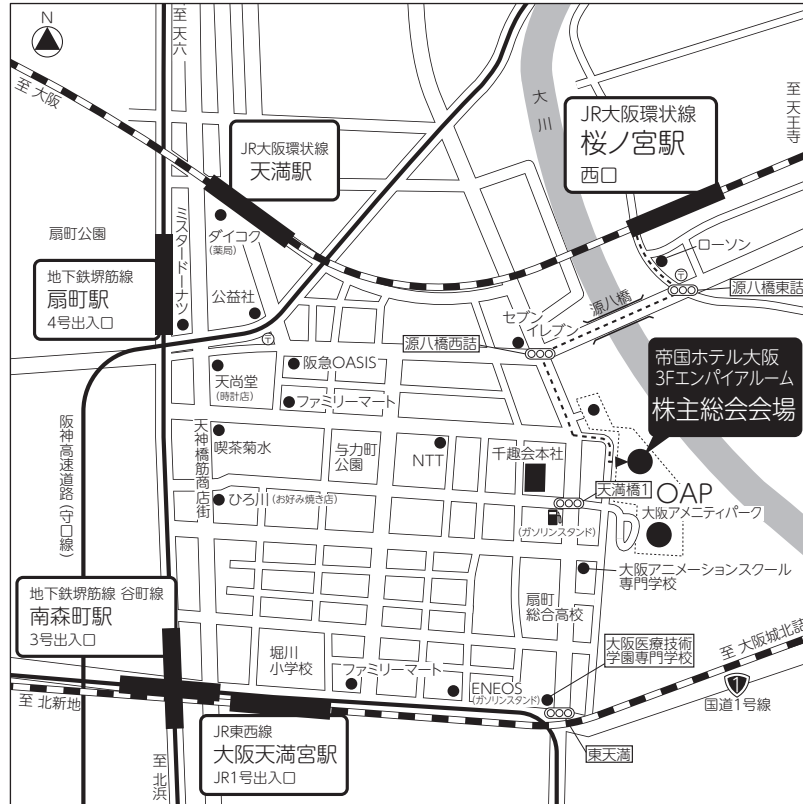 N
至 天六
至 大阪
JR大阪環状線
天満駅
大川
JR大阪環状線
桜ノ宮駅
西口
至 天王寺
扇町公園
ミスタードーナツ
ダイコク
(薬局)
公益社
地下鉄堺筋線
扇町駅
4号出入口
ローソン
〒
源八橋東詰
源八橋
セブン
イレブン
源八橋西詰
〒
阪急OASIS
天尚堂
(時計店)
ファミリーマート
帝国ホテル大阪
3Fエンパイアルーム
株主総会会場
阪神高速道路(守口線)
天神橋筋商店街
喫茶菊水
与力町
公園
NTT
千趣会本社
天満橋1
OAP
大阪アメニティパーク
ひろ川(お好み焼き店)
(ガソリンスタンド)
大阪アニメーションスクール
専門学校
扇町
総合高校
地下鉄堺筋線 谷町線
南森町駅
3号出入口
堀川
小学校
ファミリーマート
ENEOS
(ガソリンスタンド)
大阪医療技術
学園専門学校
至 大阪城北詰
1
国道1号線
至 北新地
JR東西線
大阪天満宮駅
JR1号出入口
東天満
至 北浜